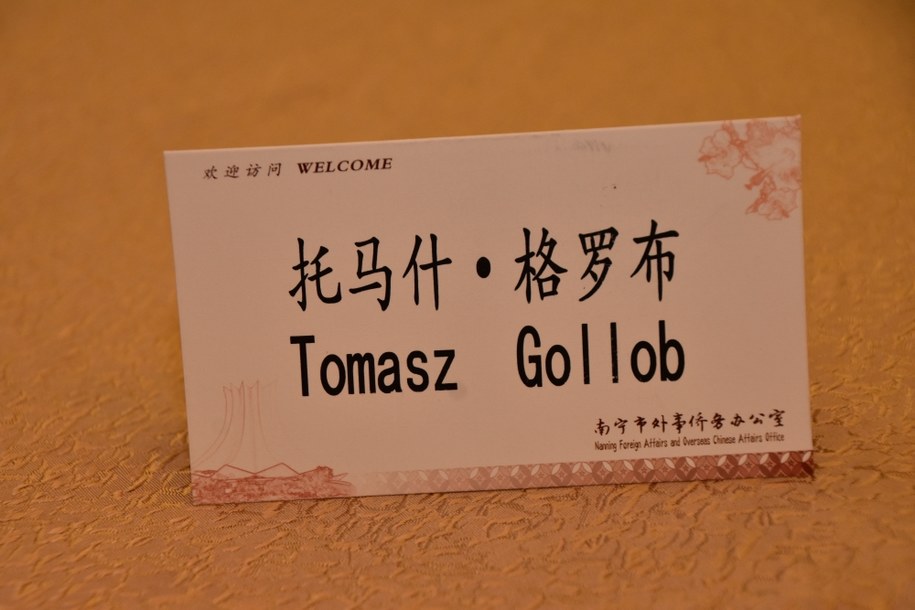 欢迎访问 WELCOME
托马什·格罗布
Tomasz Gollob
南宁市外事侨务办公室
Nanning Foreign Affairs and Overseas Chinese Affairs Office